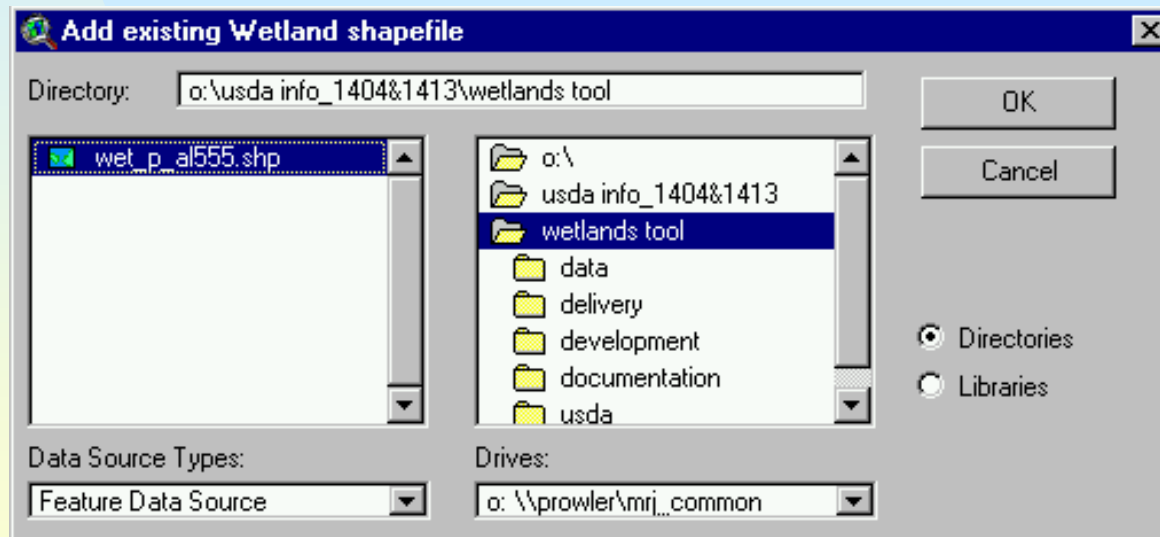 Add existing Wetland shapefile
Directory: o:\usda info_1404&1413\wetlands tool
OK
Cancel
wet_p_al555.shp
o:\
usda info_1404&1413
wetlands tool
data
delivery
development
documentation
usda
Directories
Libraries
Data Source Types:
Feature Data Source
Drives:
o: \\prowler\mrj_common